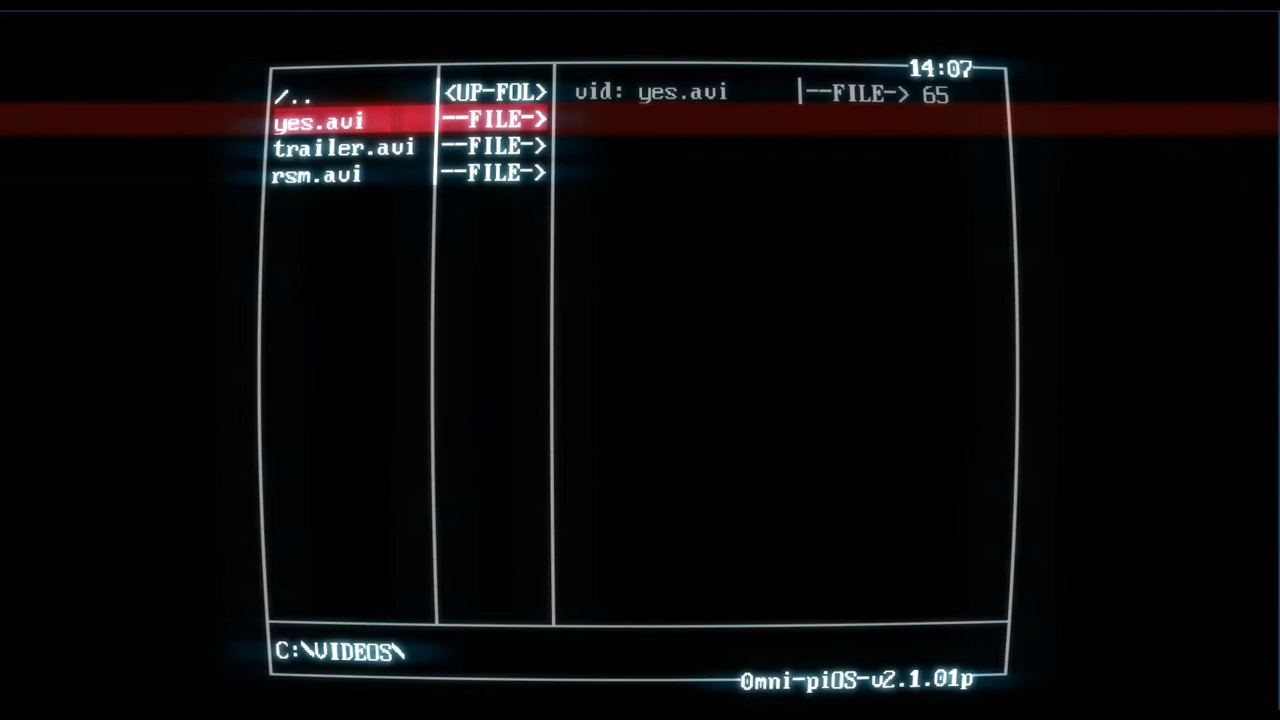 14:07
/.. <UP-FOL> vid: yes.avi |--FILE-> 65
yes.avi --FILE->
trailer.avi --FILE->
rsm.avi --FILE->
C:\VIDEOS\
Omni-piOS-v2.1.01p